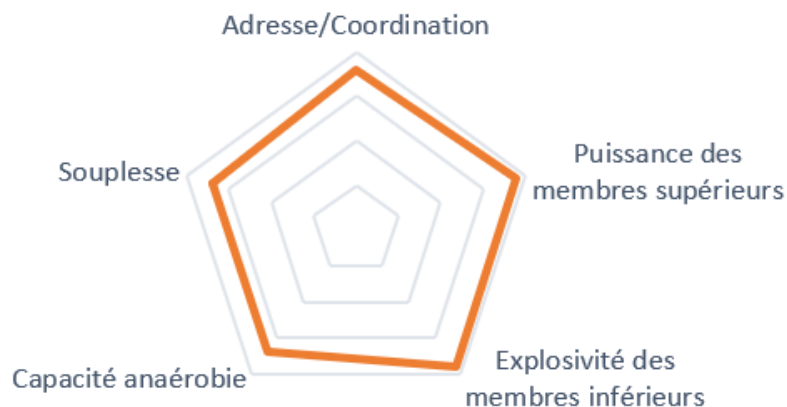 Adresse/Coordination
Puissance des
membres supérieurs
Souplesse
Explosivité des
membres inférieurs
Capacité anaérobie